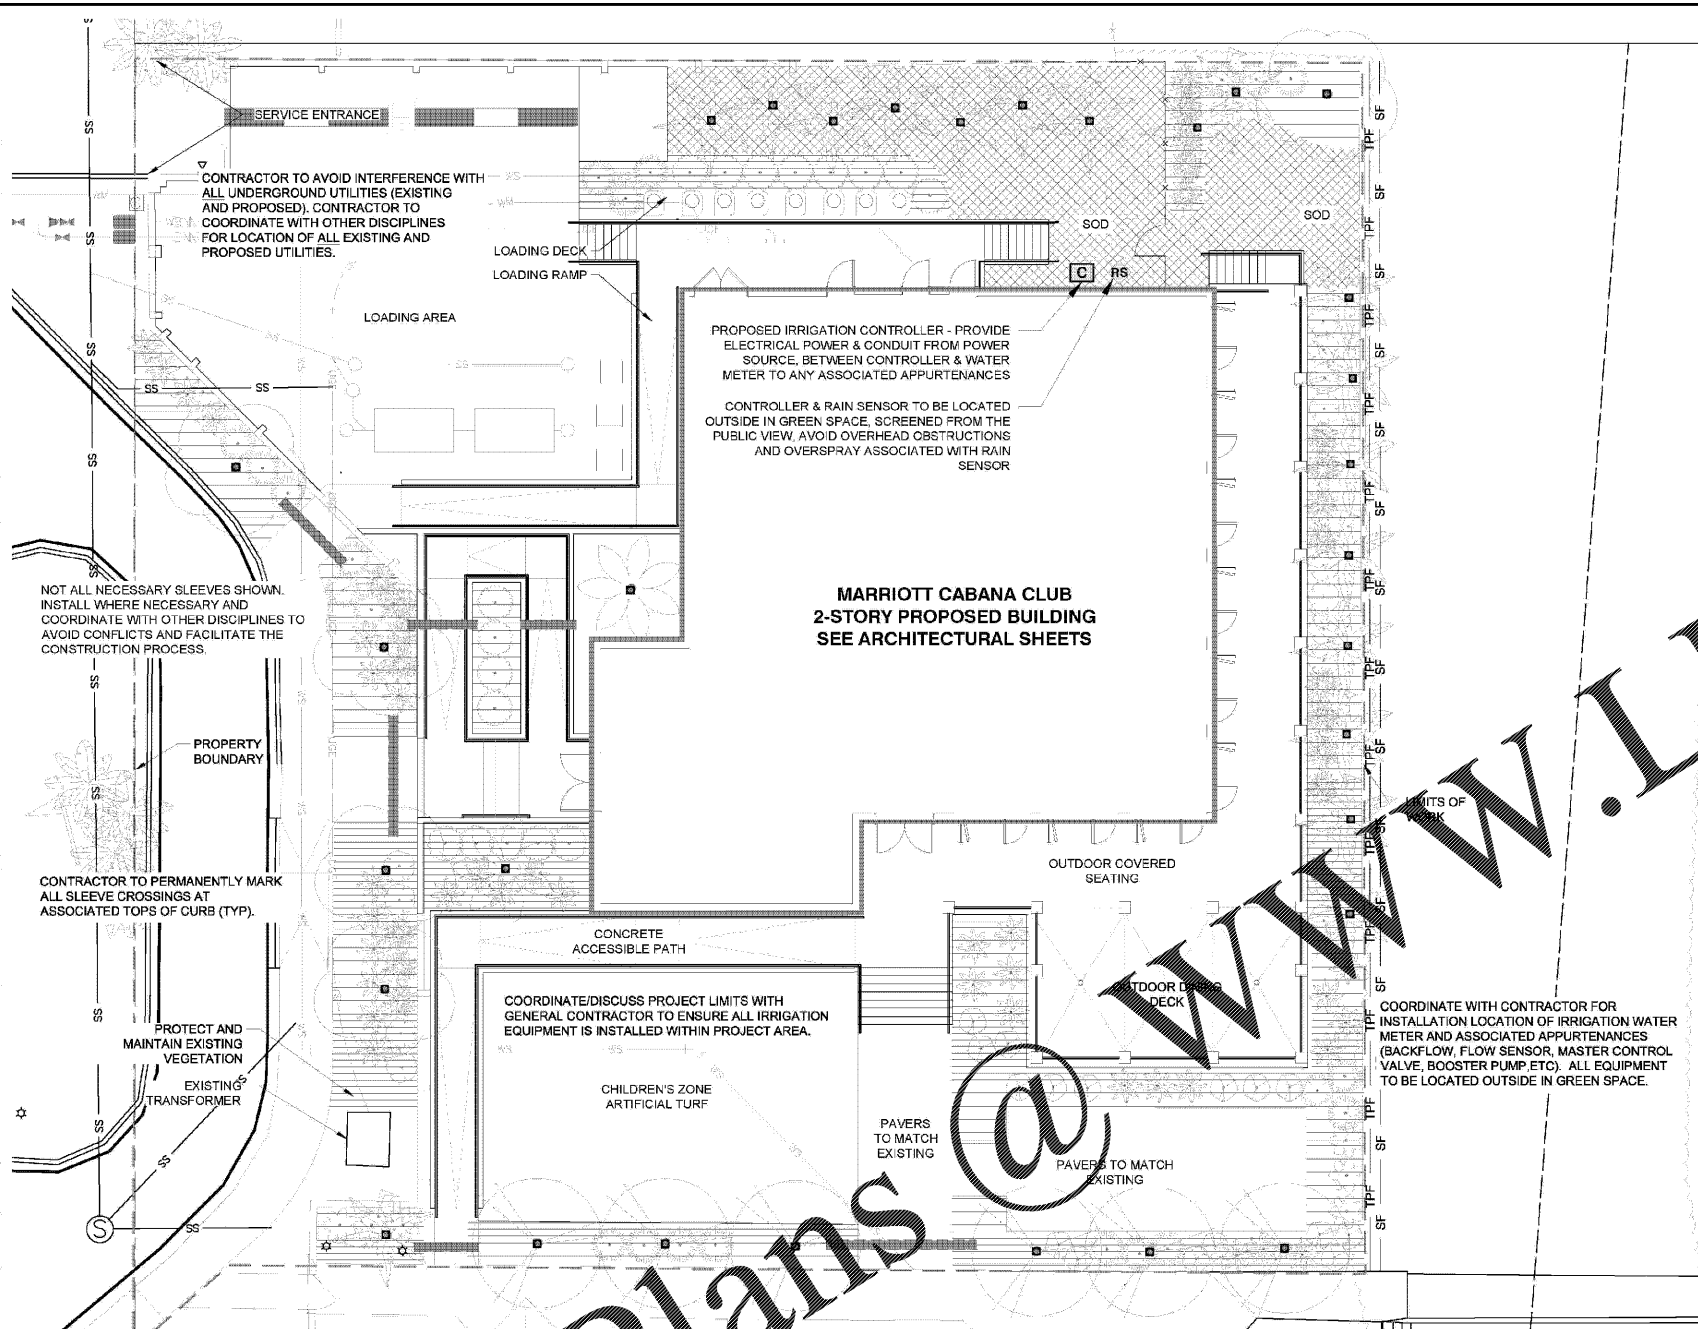 SERVICE ENTRANCE
CONTRACTOR TO AVOID INTERFERENCE WITH
ALL UNDERGROUND UTILITIES (EXISTING
AND PROPOSED). CONTRACTOR TO
COORDINATE WITH OTHER DISCIPLINES
FOR LOCATION OF ALL EXISTING AND
PROPOSED UTILITIES.
LOADING DECK
LOADING RAMP
LOADING AREA
SOD
SOD
C
RS
PROPOSED IRRIGATION CONTROLLER - PROVIDE
ELECTRICAL POWER & CONDUIT FROM POWER
SOURCE, BETWEEN CONTROLLER & WATER
METER TO ANY ASSOCIATED APPURTENANCES
CONTROLLER & RAIN SENSOR TO BE LOCATED
OUTSIDE IN GREEN SPACE, SCREENED FROM THE
PUBLIC VIEW, AVOID OVERHEAD OBSTRUCTIONS
AND OVERSPRAY ASSOCIATED WITH RAIN
SENSOR
MARRIOTT CABANA CLUB
2-STORY PROPOSED BUILDING
SEE ARCHITECTURAL SHEETS
NOT ALL NECESSARY SLEEVES SHOWN.
INSTALL WHERE NECESSARY AND
COORDINATE WITH OTHER DISCIPLINES TO
AVOID CONFLICTS AND FACILITATE THE
CONSTRUCTION PROCESS.
PROPERTY
BOUNDARY
LIMITS OF
WORK
CONTRACTOR TO PERMANENTLY MARK
ALL SLEEVE CROSSINGS AT
ASSOCIATED TOPS OF CURB (TYP).
OUTDOOR COVERED
SEATING
CONCRETE
ACCESSIBLE PATH
OUTDOOR DINING
DECK
COORDINATE/DISCUSS PROJECT LIMITS WITH
GENERAL CONTRACTOR TO ENSURE ALL IRRIGATION
EQUIPMENT IS INSTALLED WITHIN PROJECT AREA.
COORDINATE WITH CONTRACTOR FOR
INSTALLATION LOCATION OF IRRIGATION WATER
METER AND ASSOCIATED APPURTENANCES
(BACKFLOW, FLOW SENSOR, MASTER CONTROL
VALVE, BOOSTER PUMP,ETC). ALL EQUIPMENT
TO BE LOCATED OUTSIDE IN GREEN SPACE.
PROTECT AND
MAINTAIN EXISTING
VEGETATION
EXISTING
TRANSFORMER
CHILDREN'S ZONE
ARTIFICIAL TURF
PAVERS
TO MATCH
EXISTING
PAVERS TO MATCH
EXISTING
SS
TPF
SF
S
Plans @ www.L